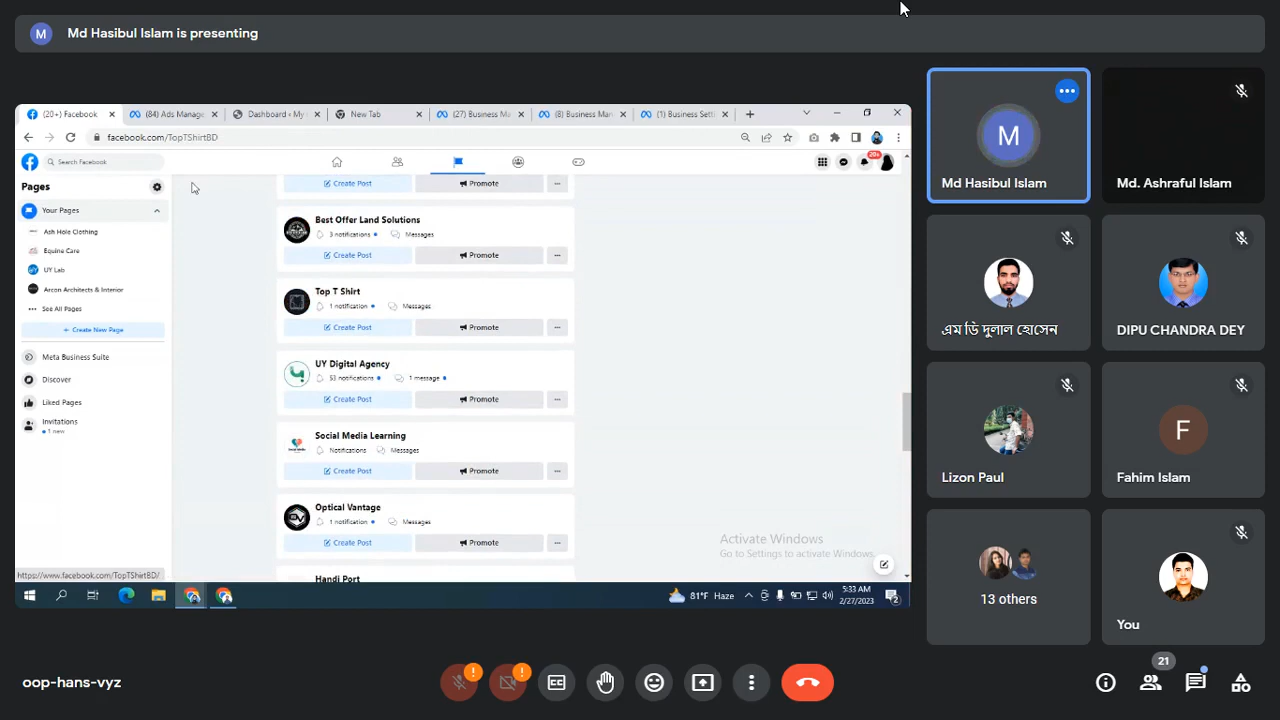 M Md Hasibul Islam is presenting
(20+) Facebook
(84) Ads Manage
Dashboard ‹ My
New Tab
(27) Business Ma
(8) Business Man
(1) Business Setti
facebook.com/TopTShirtBD
Search Facebook
20+
Pages
Your Pages
Ash Hole Clothing
Equine Care
UY Lab
Arcon Architects & Interior
See All Pages
+ Create New Page
Meta Business Suite
Discover
Liked Pages
Invitations
1 new
Create Post Promote
Best Offer Land Solutions
3 notifications Messages
Create Post Promote
Top T Shirt
1 notification Messages
Create Post Promote
UY Digital Agency
53 notifications 1 message
Create Post Promote
Social Media Learning
Notifications Messages
Create Post Promote
Optical Vantage
1 notification Messages
Create Post Promote
Handi Port
Activate Windows
Go to Settings to activate Windows.
https://www.facebook.com/TopTShirtBD/
81°F Haze
5:33 AM
2/27/2023
2
M
Md Hasibul Islam
Md. Ashraful Islam
এম ডি দুলাল হোসেন
DIPU CHANDRA DEY
Lizon Paul
F
Fahim Islam
13 others
You
oop-hans-vyz
CC
21